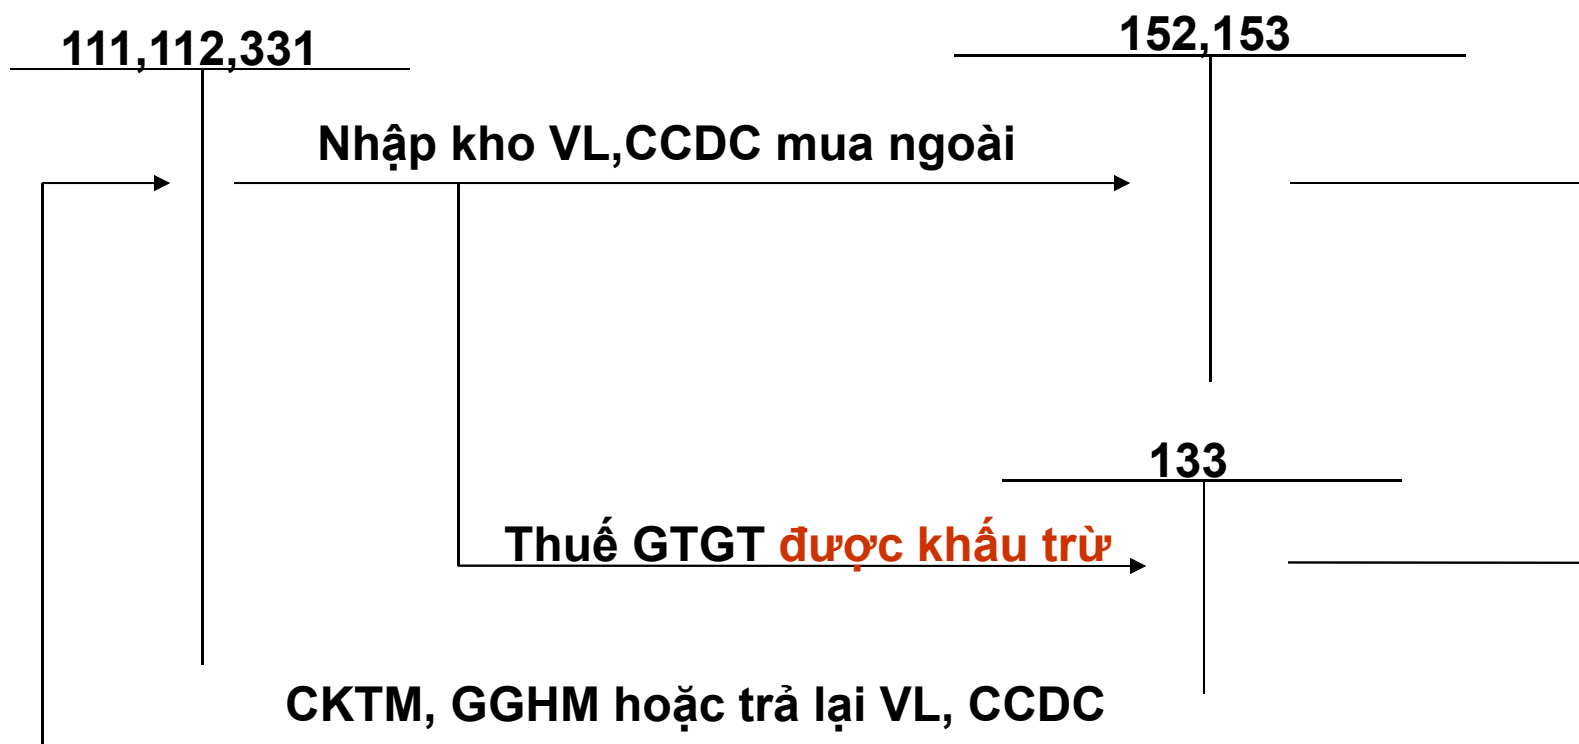 111,112,331
152,153
Nhập kho VL,CCDC mua ngoài
133
Thuế GTGT được khấu trừ
CKTM, GGHM hoặc trả lại VL, CCDC